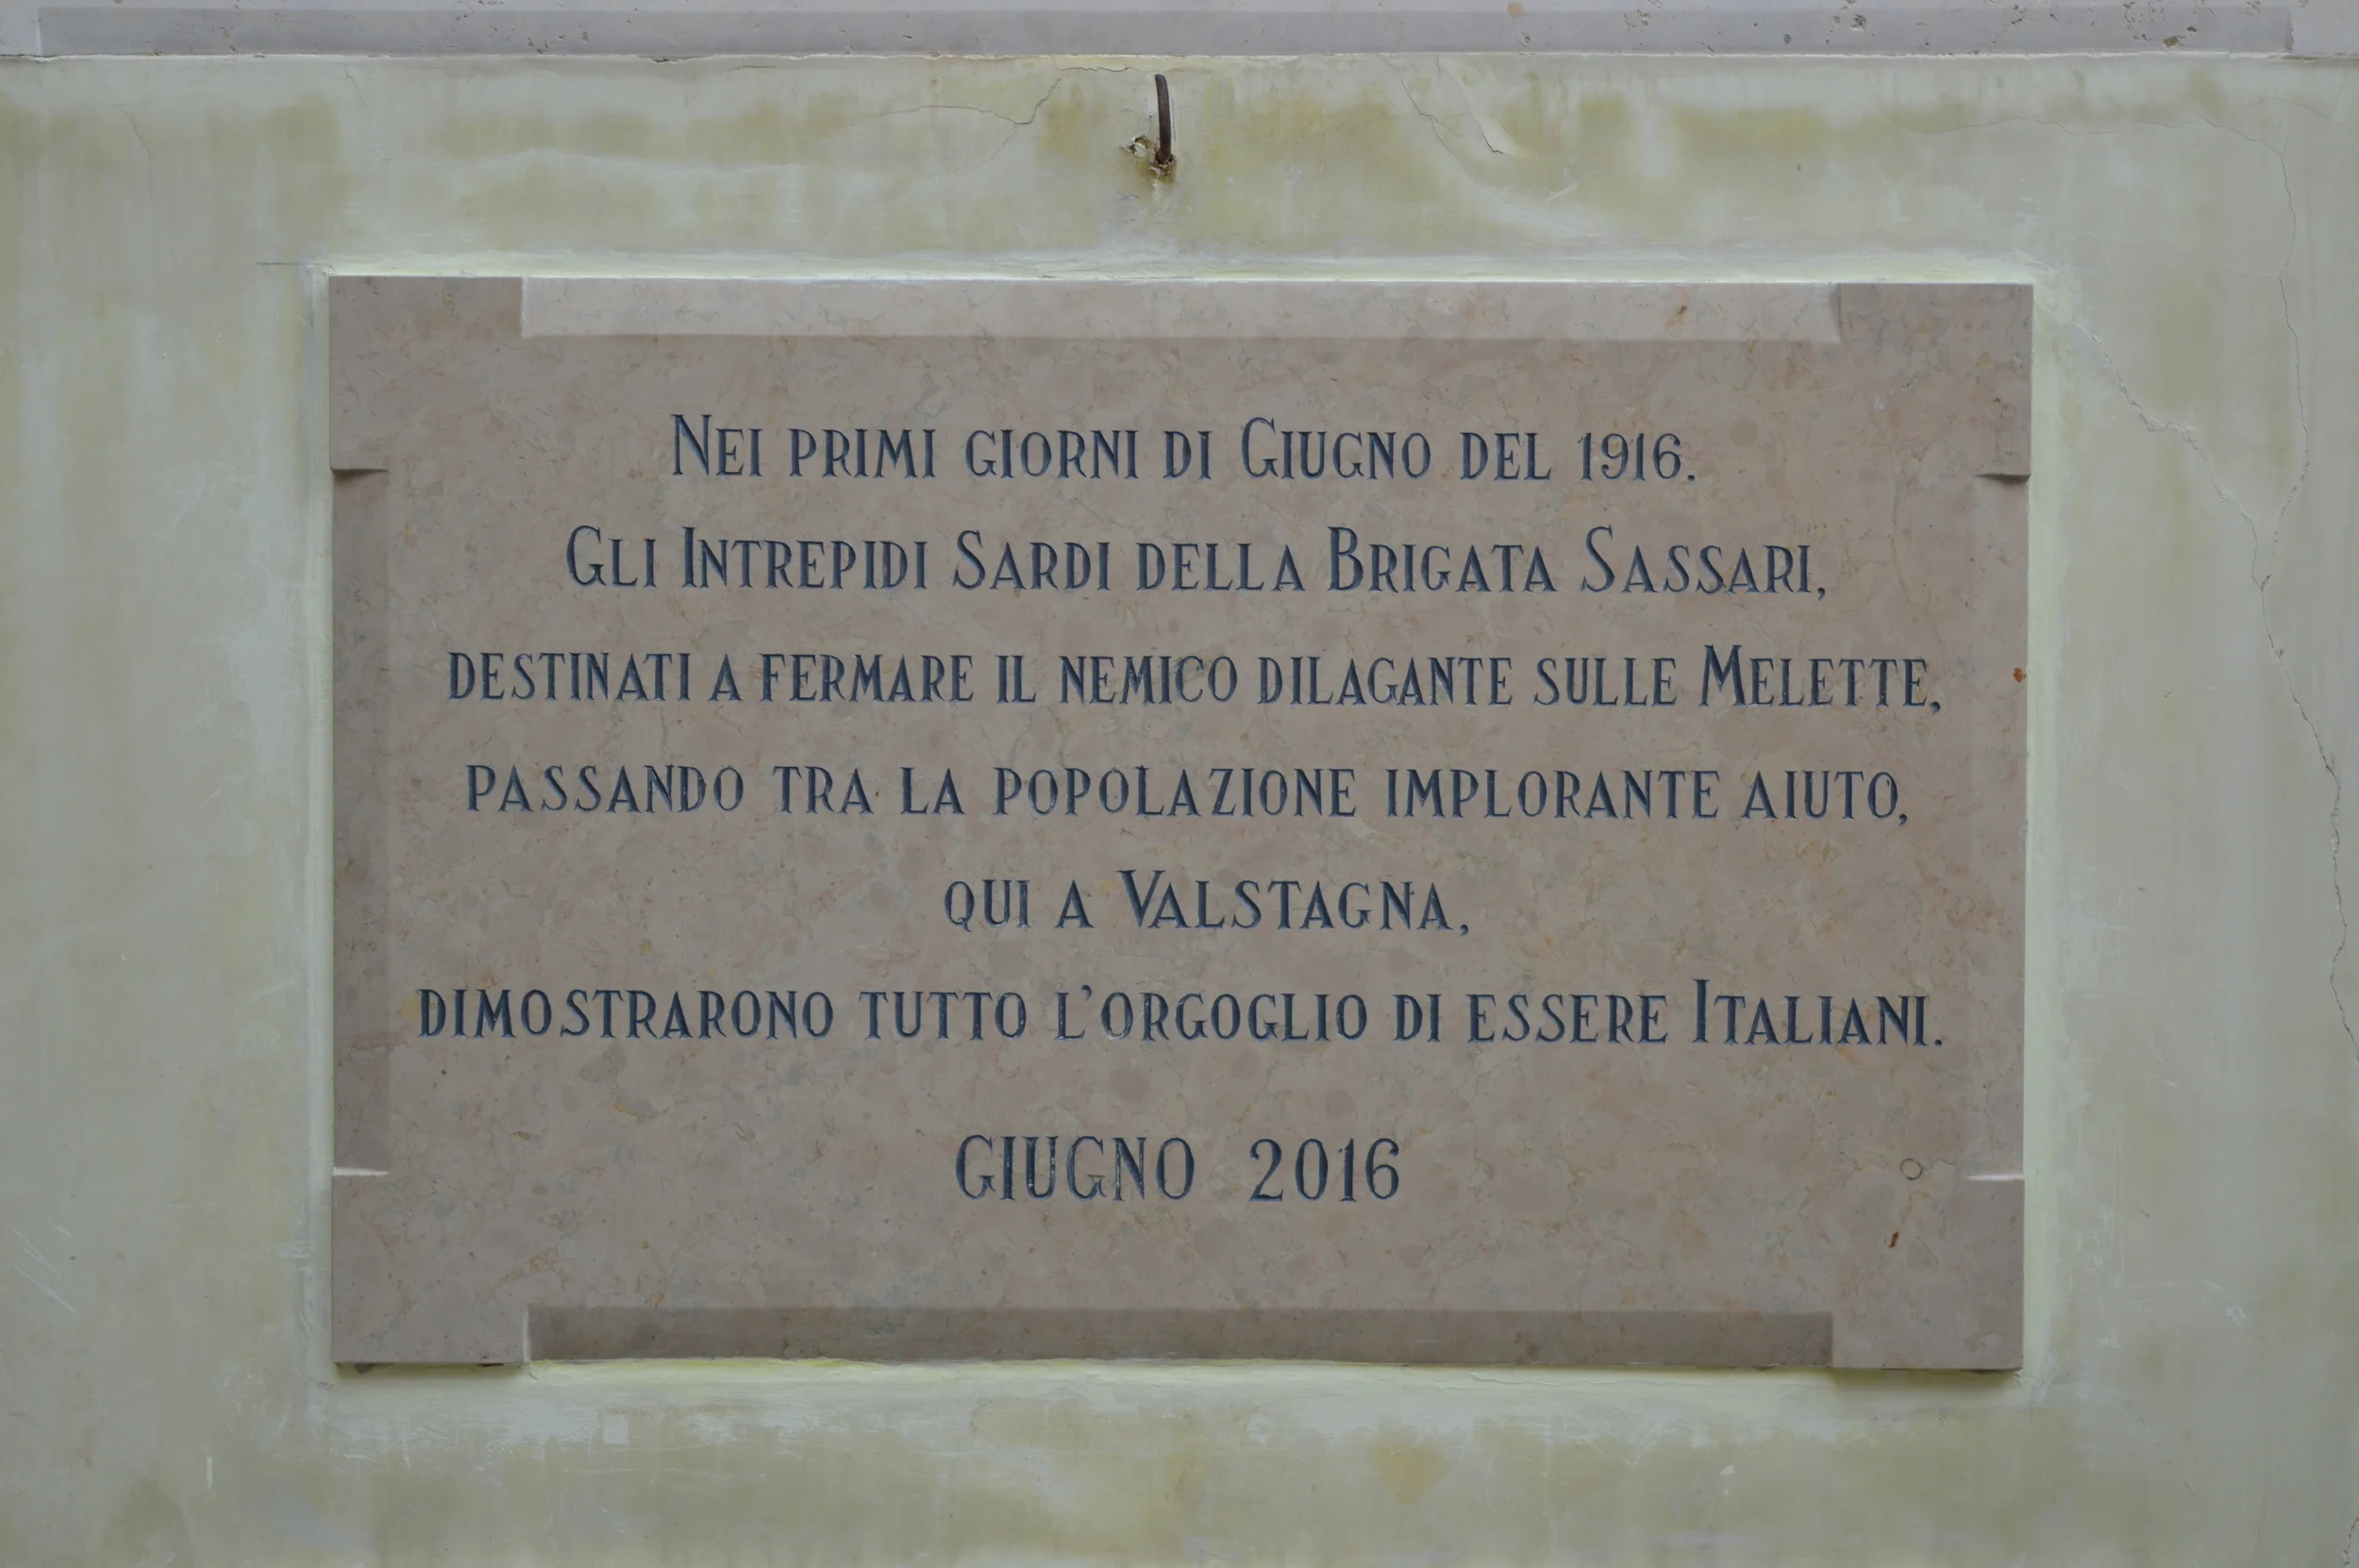 Nei primi giorni di Giugno del 1916.
Gli Intrepidi Sardi della Brigata Sassari,
destinati a fermare il nemico dilagante sulle Melette,
passando tra la popolazione implorante aiuto,
qui a Valstagna,
dimostrarono tutto l'orgoglio di essere Italiani.
GIUGNO 2016